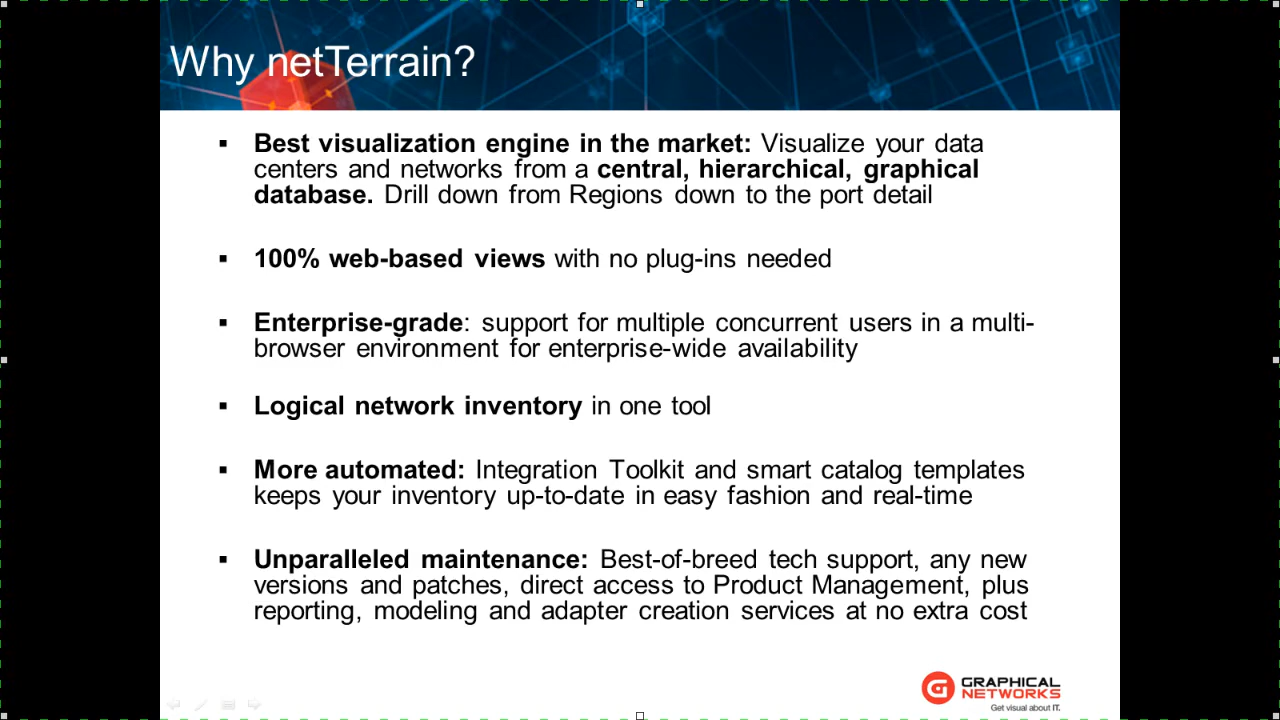 Why netTerrain?
▪ Best visualization engine in the market: Visualize your data
centers and networks from a central, hierarchical, graphical
database. Drill down from Regions down to the port detail
▪ 100% web-based views with no plug-ins needed
▪ Enterprise-grade: support for multiple concurrent users in a multi-
browser environment for enterprise-wide availability
▪ Logical network inventory in one tool
▪ More automated: Integration Toolkit and smart catalog templates
keeps your inventory up-to-date in easy fashion and real-time
▪ Unparalleled maintenance: Best-of-breed tech support, any new
versions and patches, direct access to Product Management, plus
reporting, modeling and adapter creation services at no extra cost
GRAPHICAL
NETWORKS
Get visual about IT.